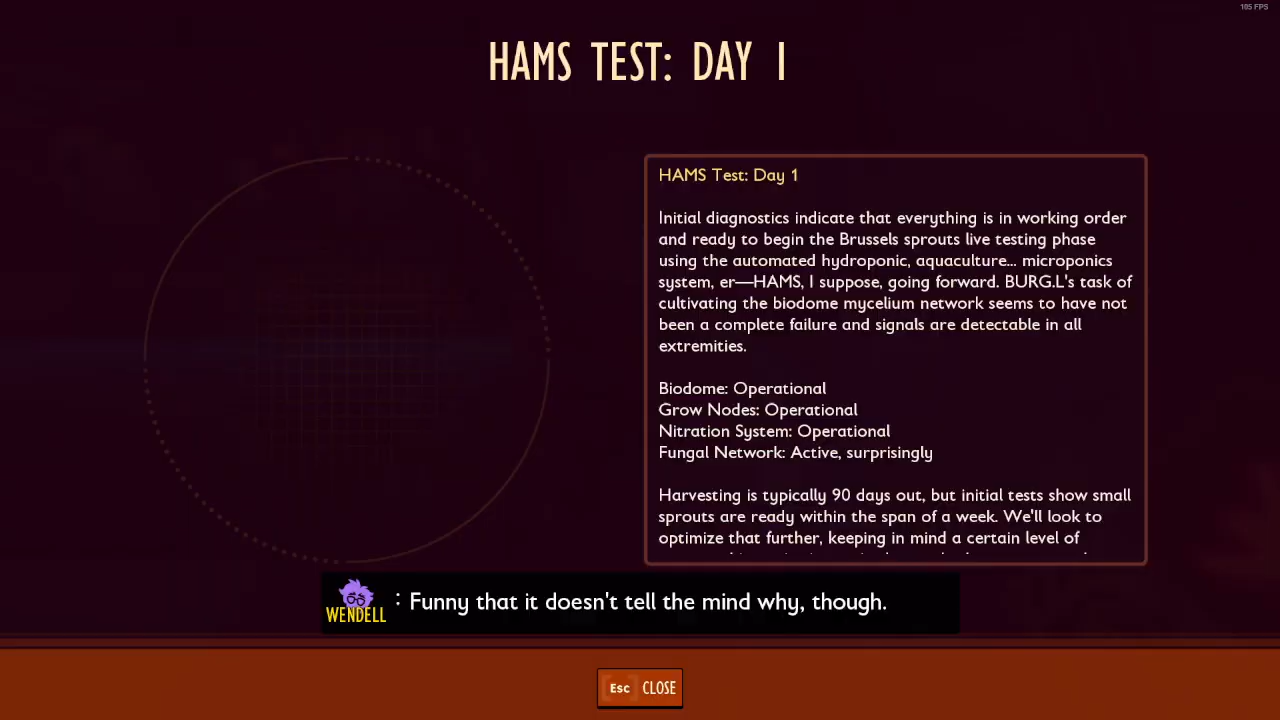 105 FPS
HAMS TEST: DAY 1
HAMS Test: Day 1
Initial diagnostics indicate that everything is in working order
and ready to begin the Brussels sprouts live testing phase
using the automated hydroponic, aquaculture... microponics
system, er—HAMS, I suppose, going forward. BURG.L's task of
cultivating the biodome mycelium network seems to have not
been a complete failure and signals are detectable in all
extremities.
Biodome: Operational
Grow Nodes: Operational
Nitration System: Operational
Fungal Network: Active, surprisingly
Harvesting is typically 90 days out, but initial tests show small
sprouts are ready within the span of a week. We'll look to
optimize that further, keeping in mind a certain level of
WENDELL : Funny that it doesn't tell the mind why, though.
Esc CLOSE